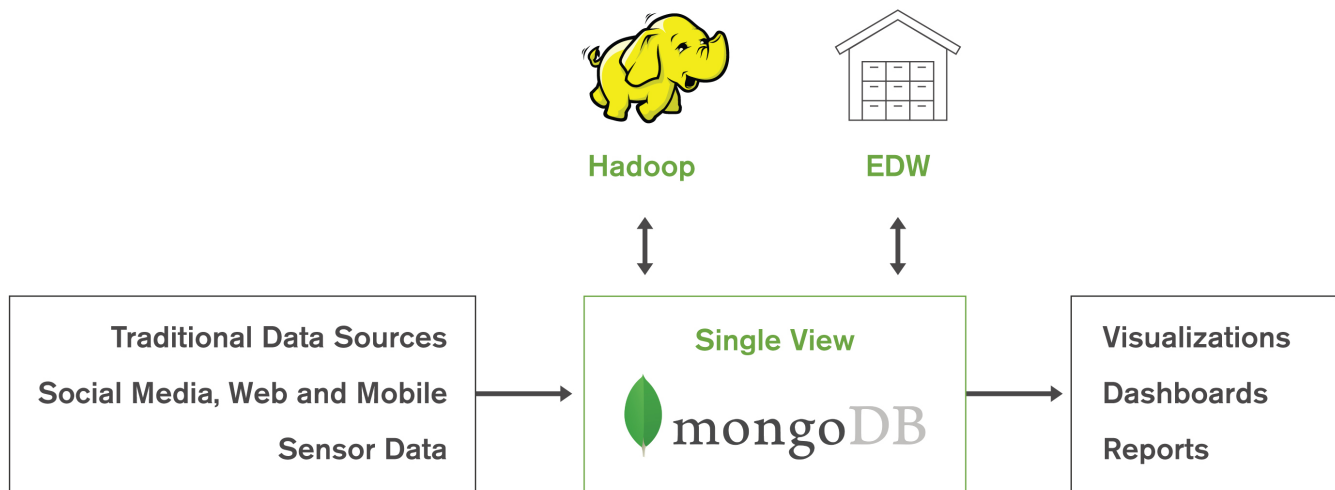 Hadoop
EDW
Traditional Data Sources
Social Media, Web and Mobile
Sensor Data
Single View
mongoDB
Visualizations
Dashboards
Reports